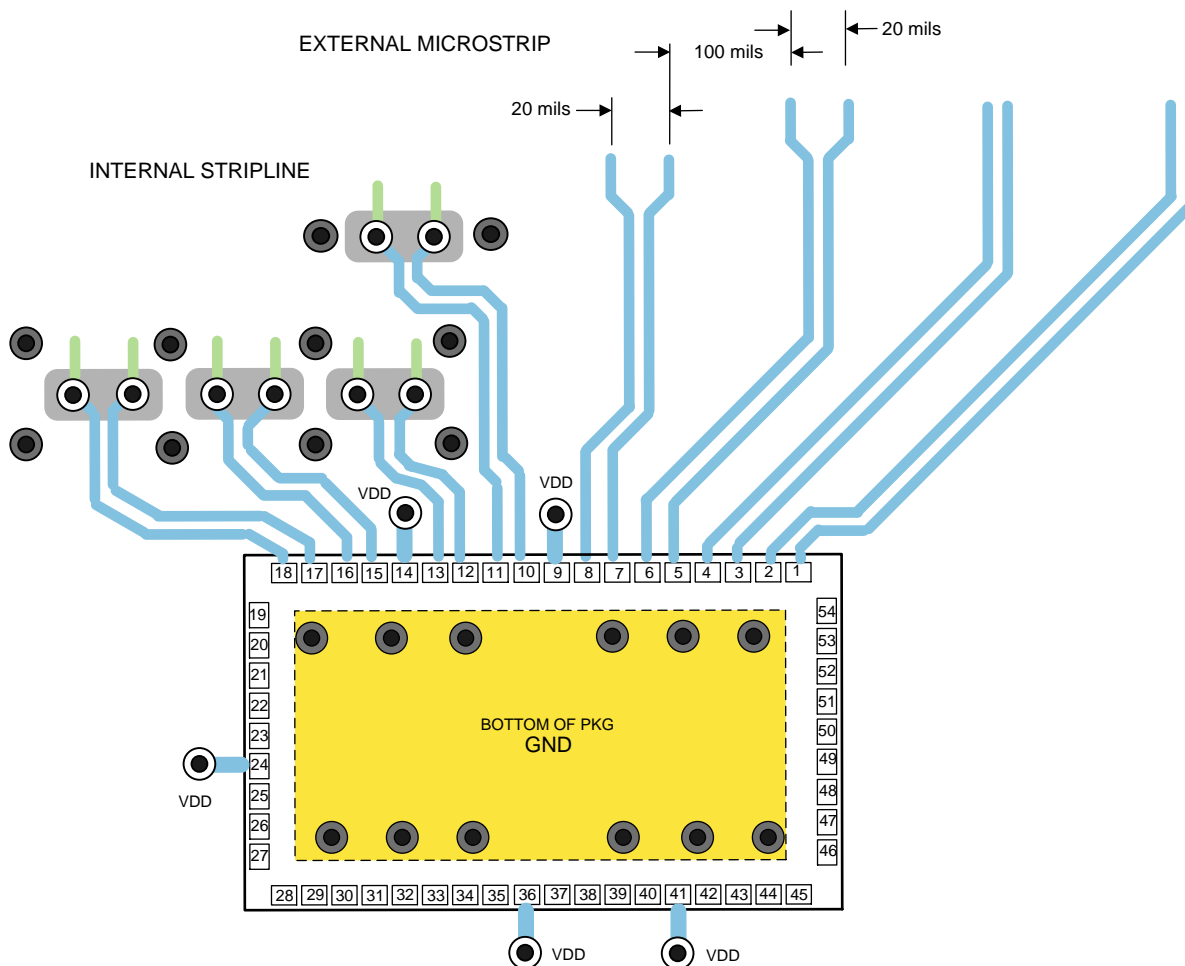 EXTERNAL MICROSTRIP
20 mils
100 mils
20 mils
INTERNAL STRIPLINE
VDD
VDD
18 17 16 15 14 13 12 11 10 9 8 7 6 5 4 3 2 1
19
20
21
22
23
24
25
26
27
54
53
52
51
50
49
48
47
46
BOTTOM OF PKG
GND
VDD
28 29 30 31 32 33 34 35 36 37 38 39 40 41 42 43 44 45
VDD
VDD